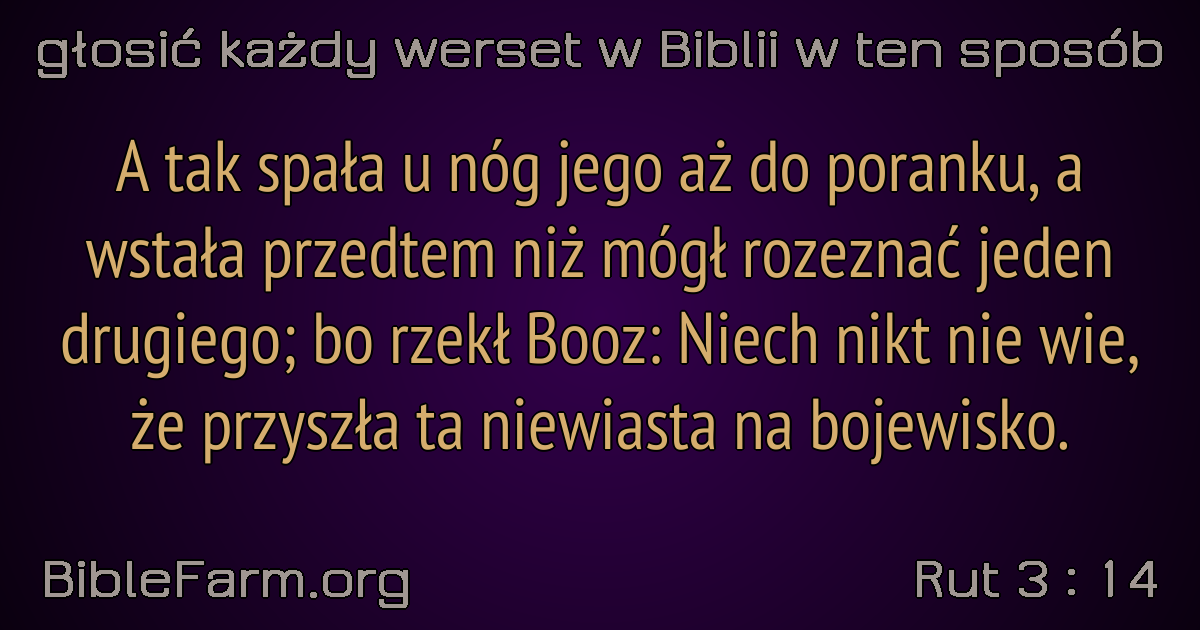 głosić każdy werset w Biblii w ten sposób
A tak spała u nóg jego aż do poranku, a
wstała przedtem niż mógł rozeznać jeden
drugiego; bo rzekł Booz: Niech nikt nie wie,
że przyszła ta niewiasta na bojewisko.
BibleFarm.org
Rut 3 : 14